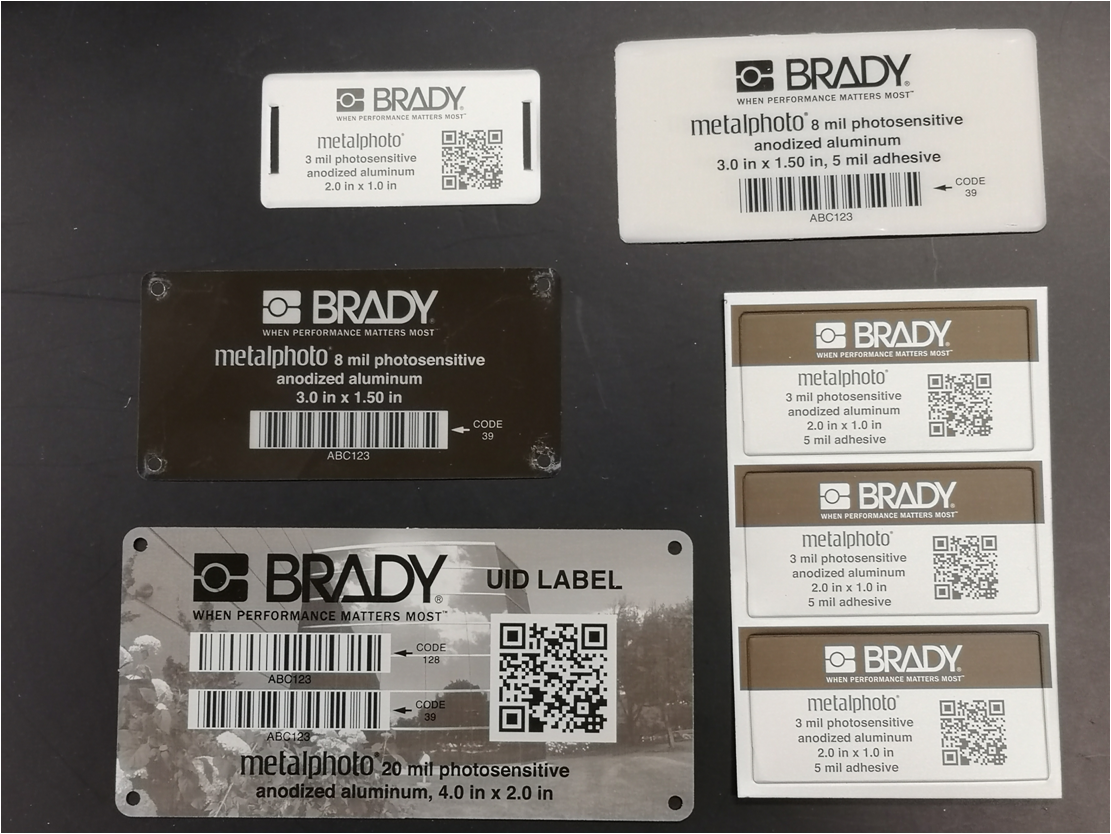 BRADY®
WHEN PERFORMANCE MATTERS MOST™
metalphoto®
3 mil photosensitive
anodized aluminum
2.0 in x 1.0 in
BRADY®
WHEN PERFORMANCE MATTERS MOST™
metalphoto® 8 mil photosensitive
anodized aluminum
3.0 in x 1.50 in, 5 mil adhesive
CODE
39
ABC123
BRADY®
WHEN PERFORMANCE MATTERS MOST™
metalphoto® 8 mil photosensitive
anodized aluminum
3.0 in x 1.50 in
CODE
39
ABC123
BRADY®
WHEN PERFORMANCE MATTERS MOST™
metalphoto®
3 mil photosensitive
anodized aluminum
2.0 in x 1.0 in
5 mil adhesive
BRADY®
WHEN PERFORMANCE MATTERS MOST™
metalphoto®
3 mil photosensitive
anodized aluminum
2.0 in x 1.0 in
5 mil adhesive
BRADY®
WHEN PERFORMANCE MATTERS MOST™
metalphoto®
3 mil photosensitive
anodized aluminum
2.0 in x 1.0 in
5 mil adhesive
BRADY® UID LABEL
WHEN PERFORMANCE MATTERS MOST™
CODE
128
ABC123
CODE
39
ABC123
metalphoto® 20 mil photosensitive
anodized aluminum, 4.0 in x 2.0 in